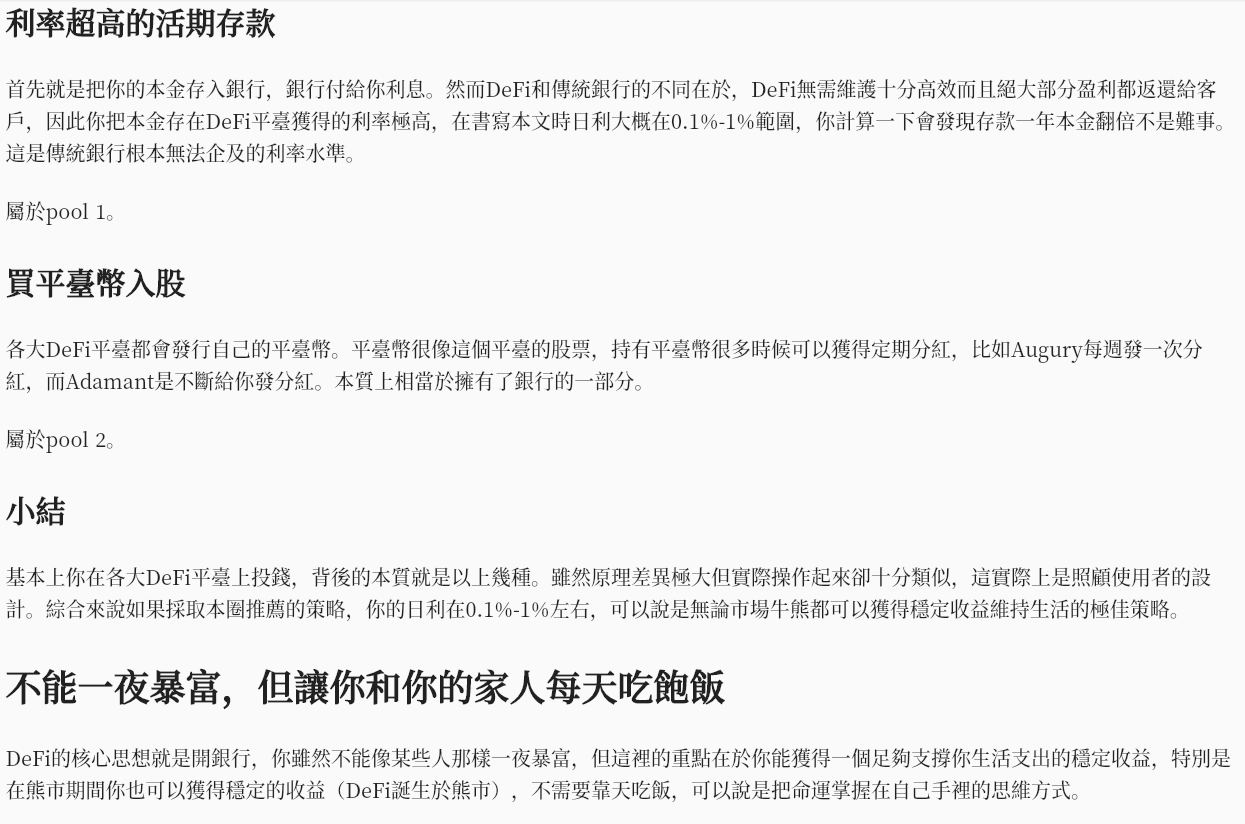 利率超高的活期存款
首先就是把你的本金存入銀行，銀行付給你利息。然而DeFi和傳統銀行的不同在於，DeFi無需維護十分高效而且絕大部分盈利都返還給客
戶，因此你把本金存在DeFi平臺獲得的利率極高，在書寫本文時日利大概在0.1%-1%範圍，你計算一下會發現存款一年本金翻倍不是難事。
這是傳統銀行根本無法企及的利率水準。
屬於pool 1。
買平臺幣入股
各大DeFi平臺都會發行自己的平臺幣。平臺幣很像這個平臺的股票，持有平臺幣很多時候可以獲得定期分紅，比如Augury每週發一次分
紅，而Adamant是不斷給你發分紅。本質上相當於擁有了銀行的一部分。
屬於pool 2。
小結
基本上你在各大DeFi平臺上投錢，背後的本質就是以上幾種。雖然原理差異極大但實際操作起來卻十分類似，這實際上是照顧使用者的設
計。綜合來說如果採取本圈推薦的策略，你的日利在0.1%-1%左右，可以說是無論市場牛熊都可以獲得穩定收益維持生活的極佳策略。
不能一夜暴富，但讓你和你的家人每天吃飽飯
DeFi的核心思想就是開銀行，你雖然不能像某些人那樣一夜暴富，但這裡的重點在於你能獲得一個足夠支撐你生活支出的穩定收益，特別是
在熊市期間你也可以獲得穩定的收益（DeFi誕生於熊市），不需要靠天吃飯，可以說是把命運掌握在自己手裡的思維方式。